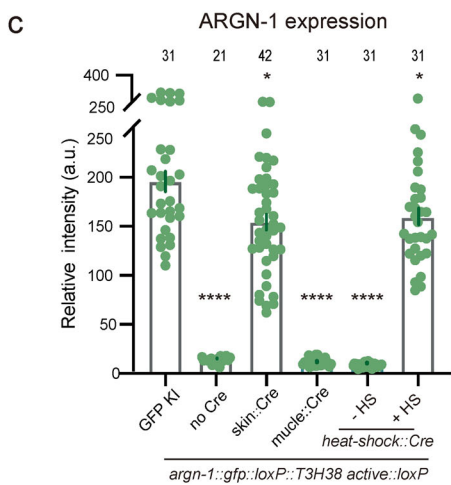 c
ARGN-1 expression
31 21 42 31 31 31
* *
400
250
250
200
150
100
50
0
Relative intensity (a.u.)
**** **** ****
GFP KI
no Cre
skin::Cre
mucle::Cre
- HS
+ HS
heat-shock::Cre
argn-1::gfp::loxP::T3H38 active::loxP